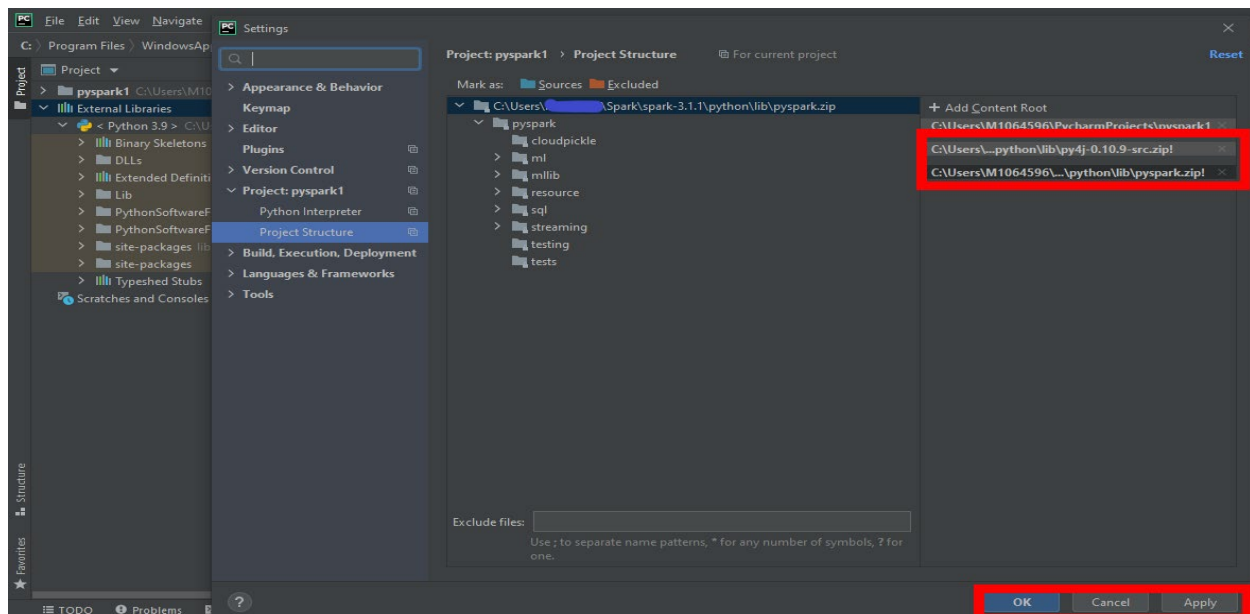 PC File Edit View Navigate
C: Program Files WindowsAp
Project
pyspark1 C:\Users\M10
External Libraries
< Python 3.9 > C:\U
Binary Skeletons
DLLs
Extended Definiti
Lib
PythonSoftwareF
PythonSoftwareF
site-packages lib
site-packages
Typeshed Stubs
Scratches and Consoles
Project
Structure
Favorites
TODO Problems
PC Settings
Appearance & Behavior
Keymap
Editor
Plugins
Version Control
Project: pyspark1
Python Interpreter
Project Structure
Build, Execution, Deployment
Languages & Frameworks
Tools
Project: pyspark1 > Project Structure For current project Reset
Mark as: Sources Excluded
C:\Users\ \Spark\spark-3.1.1\python\lib\pyspark.zip
pyspark
cloudpickle
ml
mllib
resource
sql
streaming
testing
tests
+ Add Content Root
C:\Users\M1064596\PycharmProjects\pyspark1
C:\Users\...python\lib\py4j-0.10.9-src.zip!
C:\Users\M1064596\...\python\lib\pyspark.zip!
Exclude files:
Use ; to separate name patterns, * for any number of symbols, ? for
one.
? OK Cancel Apply